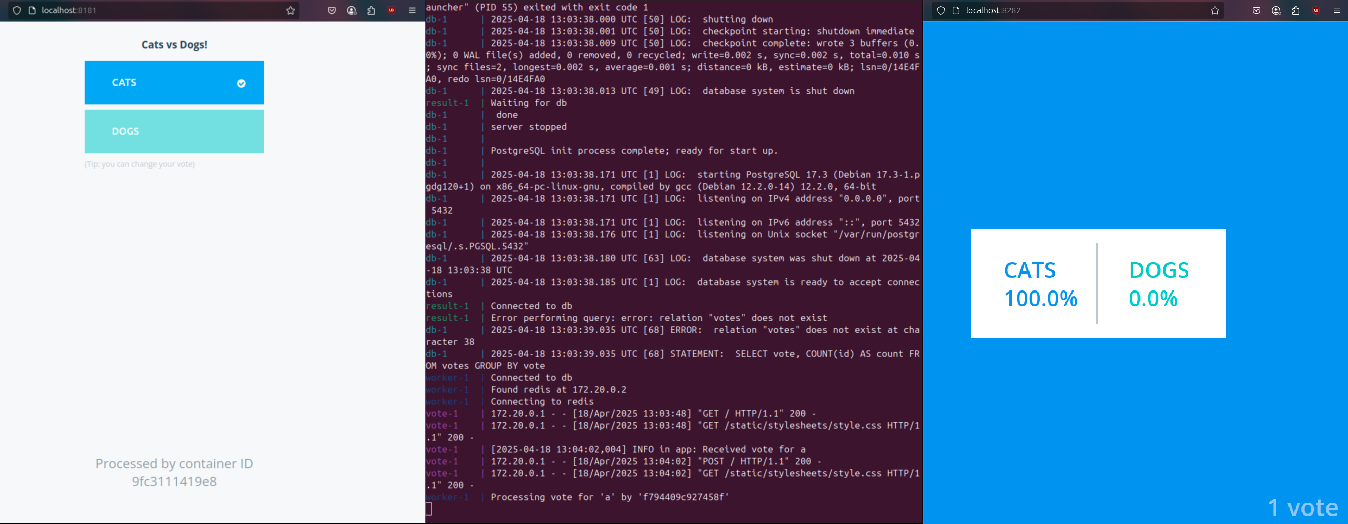 localhost:8181
Cats vs Dogs!
CATS
DOGS
(Tip: you can change your vote)
Processed by container ID
9fc3111419e8
auncher" (PID 55) exited with exit code 1
db-1      | 2025-04-18 13:03:38.000 UTC [50] LOG:  shutting down
db-1      | 2025-04-18 13:03:38.001 UTC [50] LOG:  checkpoint starting: shutdown immediate
db-1      | 2025-04-18 13:03:38.009 UTC [50] LOG:  checkpoint complete: wrote 3 buffers (0.
0%); 0 WAL file(s) added, 0 removed, 0 recycled; write=0.002 s, sync=0.002 s, total=0.010 s
; sync files=2, longest=0.002 s, average=0.001 s; distance=0 kB, estimate=0 kB; lsn=0/14E4F
A0, redo lsn=0/14E4FA0
db-1      | 2025-04-18 13:03:38.013 UTC [49] LOG:  database system is shut down
result-1  | Waiting for db
db-1      |  done
db-1      | server stopped
db-1      |
db-1      | PostgreSQL init process complete; ready for start up.
db-1      |
db-1      | 2025-04-18 13:03:38.171 UTC [1] LOG:  starting PostgreSQL 17.3 (Debian 17.3-1.p
gdg120+1) on x86_64-pc-linux-gnu, compiled by gcc (Debian 12.2.0-14) 12.2.0, 64-bit
db-1      | 2025-04-18 13:03:38.171 UTC [1] LOG:  listening on IPv4 address "0.0.0.0", port
 5432
db-1      | 2025-04-18 13:03:38.171 UTC [1] LOG:  listening on IPv6 address "::", port 5432
db-1      | 2025-04-18 13:03:38.176 UTC [1] LOG:  listening on Unix socket "/var/run/postgr
esql/.s.PGSQL.5432"
db-1      | 2025-04-18 13:03:38.180 UTC [63] LOG:  database system was shut down at 2025-04
-18 13:03:38 UTC
db-1      | 2025-04-18 13:03:38.185 UTC [1] LOG:  database system is ready to accept connec
tions
result-1  | Connected to db
result-1  | Error performing query: error: relation "votes" does not exist
db-1      | 2025-04-18 13:03:39.035 UTC [68] ERROR:  relation "votes" does not exist at cha
racter 38
db-1      | 2025-04-18 13:03:39.035 UTC [68] STATEMENT:  SELECT vote, COUNT(id) AS count FR
OM votes GROUP BY vote
worker-1  | Connected to db
worker-1  | Found redis at 172.20.0.2
worker-1  | Connecting to redis
vote-1    | 172.20.0.1 - - [18/Apr/2025 13:03:48] "GET / HTTP/1.1" 200 -
vote-1    | 172.20.0.1 - - [18/Apr/2025 13:03:48] "GET /static/stylesheets/style.css HTTP/1
.1" 200 -
vote-1    | [2025-04-18 13:04:02,004] INFO in app: Received vote for a
vote-1    | 172.20.0.1 - - [18/Apr/2025 13:04:02] "POST / HTTP/1.1" 200 -
vote-1    | 172.20.0.1 - - [18/Apr/2025 13:04:02] "GET /static/stylesheets/style.css HTTP/1
.1" 200 -
worker-1  | Processing vote for 'a' by 'f794409c927458f'
localhost:8282
CATS
100.0%
DOGS
0.0%
1 vote